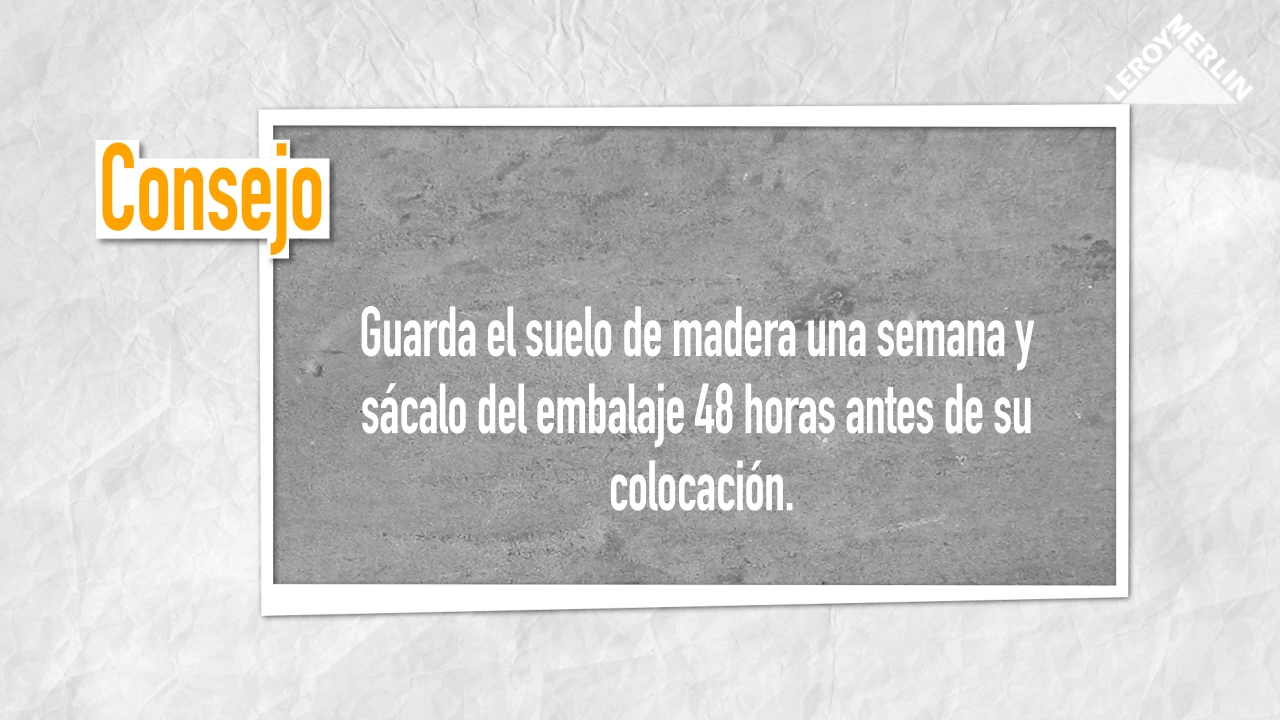 LEROY MERLIN
Consejo
Guarda el suelo de madera una semana y
sácalo del embalaje 48 horas antes de su
colocación.